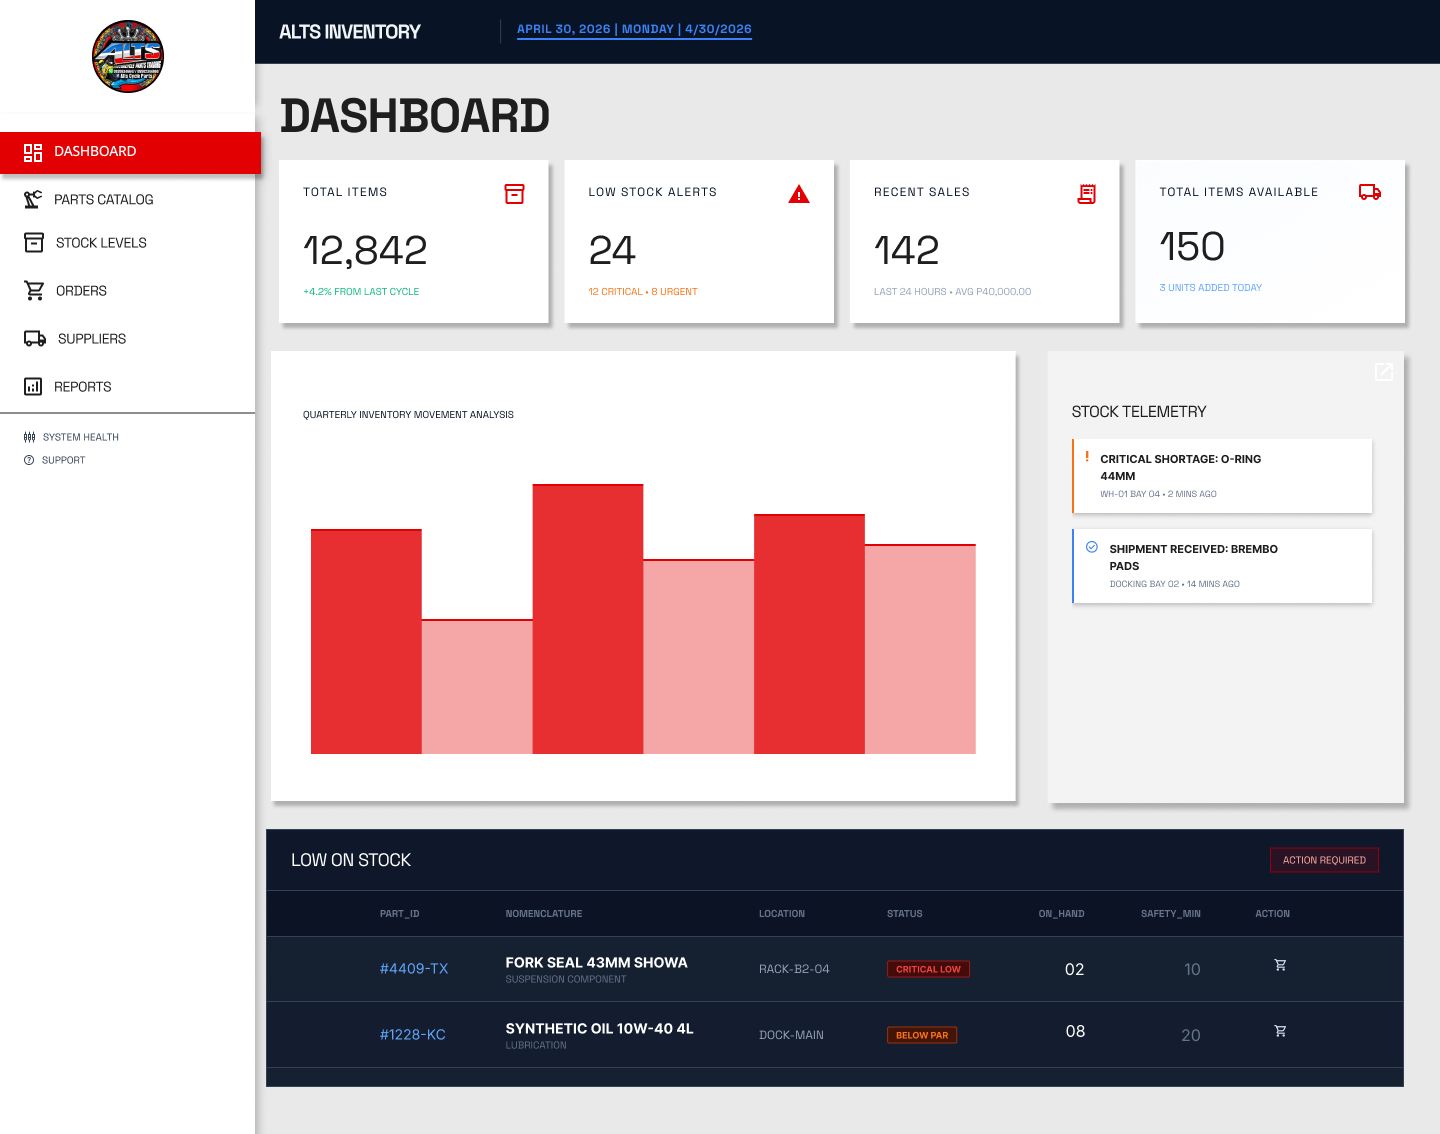 ALTS
ALTS INVENTORY
APRIL 30, 2026 | MONDAY | 4/30/2026
DASHBOARD
PARTS CATALOG
STOCK LEVELS
ORDERS
SUPPLIERS
REPORTS
SYSTEM HEALTH
SUPPORT
DASHBOARD
TOTAL ITEMS
12,842
+4.2% FROM LAST CYCLE
LOW STOCK ALERTS
24
12 CRITICAL • 8 URGENT
RECENT SALES
142
LAST 24 HOURS • AVG P40,000.00
TOTAL ITEMS AVAILABLE
150
3 UNITS ADDED TODAY
QUARTERLY INVENTORY MOVEMENT ANALYSIS
STOCK TELEMETRY
CRITICAL SHORTAGE: O-RING
44MM
WH-01 BAY 04 • 2 MINS AGO
SHIPMENT RECEIVED: BREMBO
PADS
DOCKING BAY 02 • 14 MINS AGO
LOW ON STOCK
ACTION REQUIRED
PART_ID NOMENCLATURE LOCATION STATUS ON_HAND SAFETY_MIN ACTION
#4409-TX FORK SEAL 43MM SHOWA RACK-B2-04 CRITICAL LOW 02 10
SUSPENSION COMPONENT
#1228-KC SYNTHETIC OIL 10W-40 4L DOCK-MAIN BELOW PAR 08 20
LUBRICATION